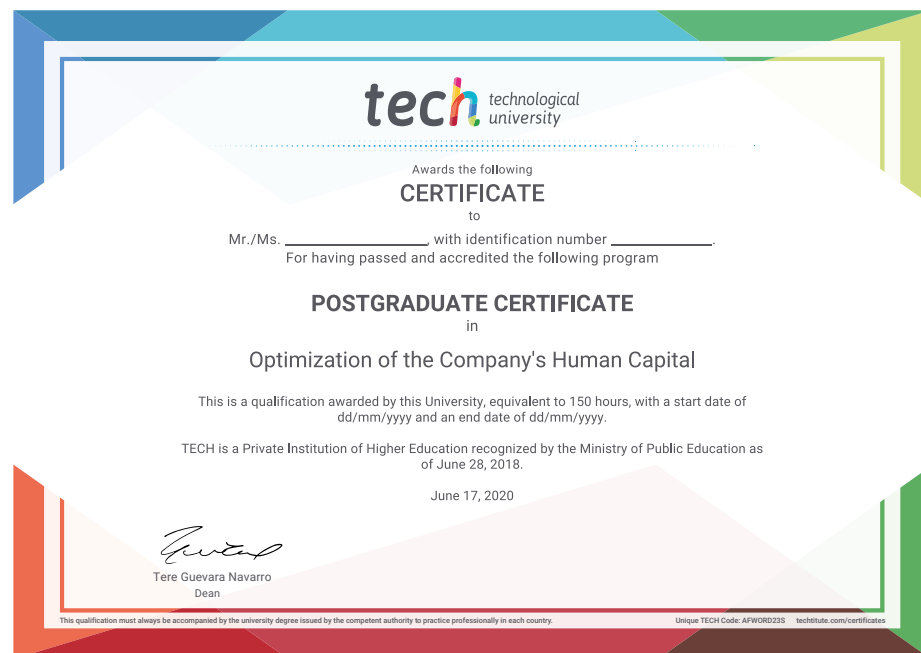 tech technological
university
Awards the following
CERTIFICATE
to
Mr./Ms. ____________________, with identification number ______________.
For having passed and accredited the following program
POSTGRADUATE CERTIFICATE
in
Optimization of the Company's Human Capital
This is a qualification awarded by this University, equivalent to 150 hours, with a start date of
dd/mm/yyyy and an end date of dd/mm/yyyy.
TECH is a Private Institution of Higher Education recognized by the Ministry of Public Education as
of June 28, 2018.
June 17, 2020
Tere Guevara Navarro
Dean
This qualification must always be accompanied by the university degree issued by the competent authority to practice professionally in each country. Unique TECH Code: AFWORD23S techtitute.com/certificates